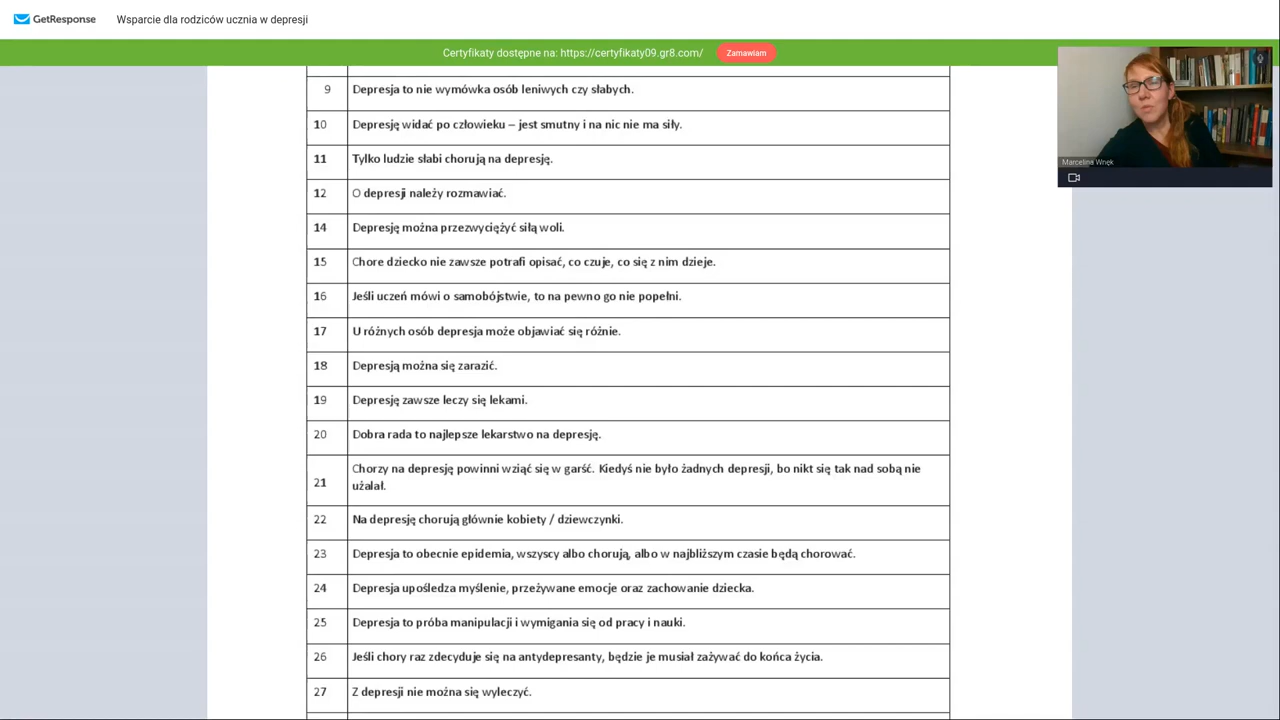 GetResponse
Wsparcie dla rodziców ucznia w depresji
Certyfikaty dostępne na: https://certyfikaty09.gr8.com/
Zamawiam
Marcelina Wnęk
9 Depresja to nie wymówka osób leniwych czy słabych.
10 Depresję widać po człowieku – jest smutny i na nic nie ma siły.
11 Tylko ludzie słabi chorują na depresję.
12 O depresji należy rozmawiać.
14 Depresję można przezwyciężyć siłą woli.
15 Chore dziecko nie zawsze potrafi opisać, co czuje, co się z nim dzieje.
16 Jeśli uczeń mówi o samobójstwie, to na pewno go nie popełni.
17 U różnych osób depresja może objawiać się różnie.
18 Depresją można się zarazić.
19 Depresję zawsze leczy się lekami.
20 Dobra rada to najlepsze lekarstwo na depresję.
21 Chorzy na depresję powinni wziąć się w garść. Kiedyś nie było żadnych depresji, bo nikt się tak nad sobą nie
użalał.
22 Na depresję chorują głównie kobiety / dziewczynki.
23 Depresja to obecnie epidemia, wszyscy albo chorują, albo w najbliższym czasie będą chorować.
24 Depresja upośledza myślenie, przeżywane emocje oraz zachowanie dziecka.
25 Depresja to próba manipulacji i wymigania się od pracy i nauki.
26 Jeśli chory raz zdecyduje się na antydepresanty, będzie je musiał zażywać do końca życia.
27 Z depresji nie można się wyleczyć.